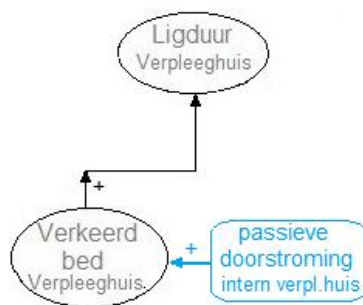 Ligduur
Verpleeghuis
+
Verkeerd
bed
Verpleeghuis.
+
passieve
doorstroming
intern verpl.huis